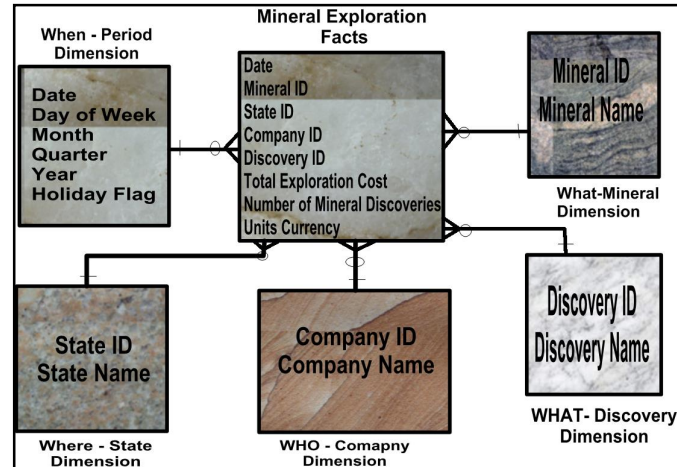 Mineral Exploration
Facts
When - Period
Dimension
Date
Day of Week
Month
Quarter
Year
Holiday Flag
Date
Mineral ID
State ID
Company ID
Discovery ID
Total Exploration Cost
Number of Mineral Discoveries
Units Currency
Mineral ID
Mineral Name
What-Mineral
Dimension
State ID
State Name
Where - State
Dimension
Company ID
Company Name
WHO - Comapny
Dimension
Discovery ID
Discovery Name
WHAT- Discovery
Dimension